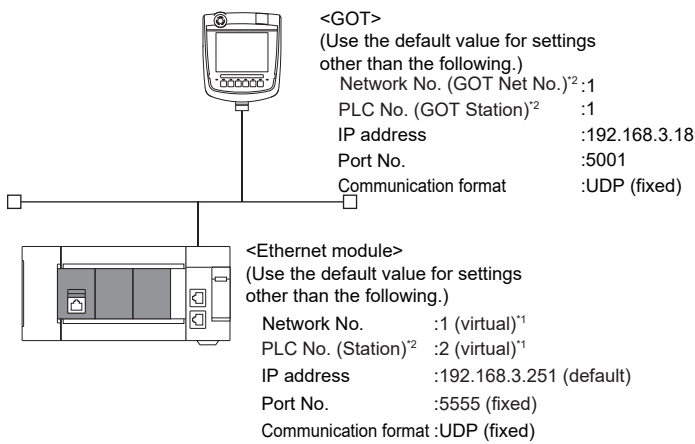 <GOT>
(Use the default value for settings
other than the following.)
Network No. (GOT Net No.)*2 :1
PLC No. (GOT Station)*2 :1
IP address :192.168.3.18
Port No. :5001
Communication format :UDP (fixed)
<Ethernet module>
(Use the default value for settings
other than the following.)
Network No. :1 (virtual)*1
PLC No. (Station)*2 :2 (virtual)*1
IP address :192.168.3.251 (default)
Port No. :5555 (fixed)
Communication format :UDP (fixed)